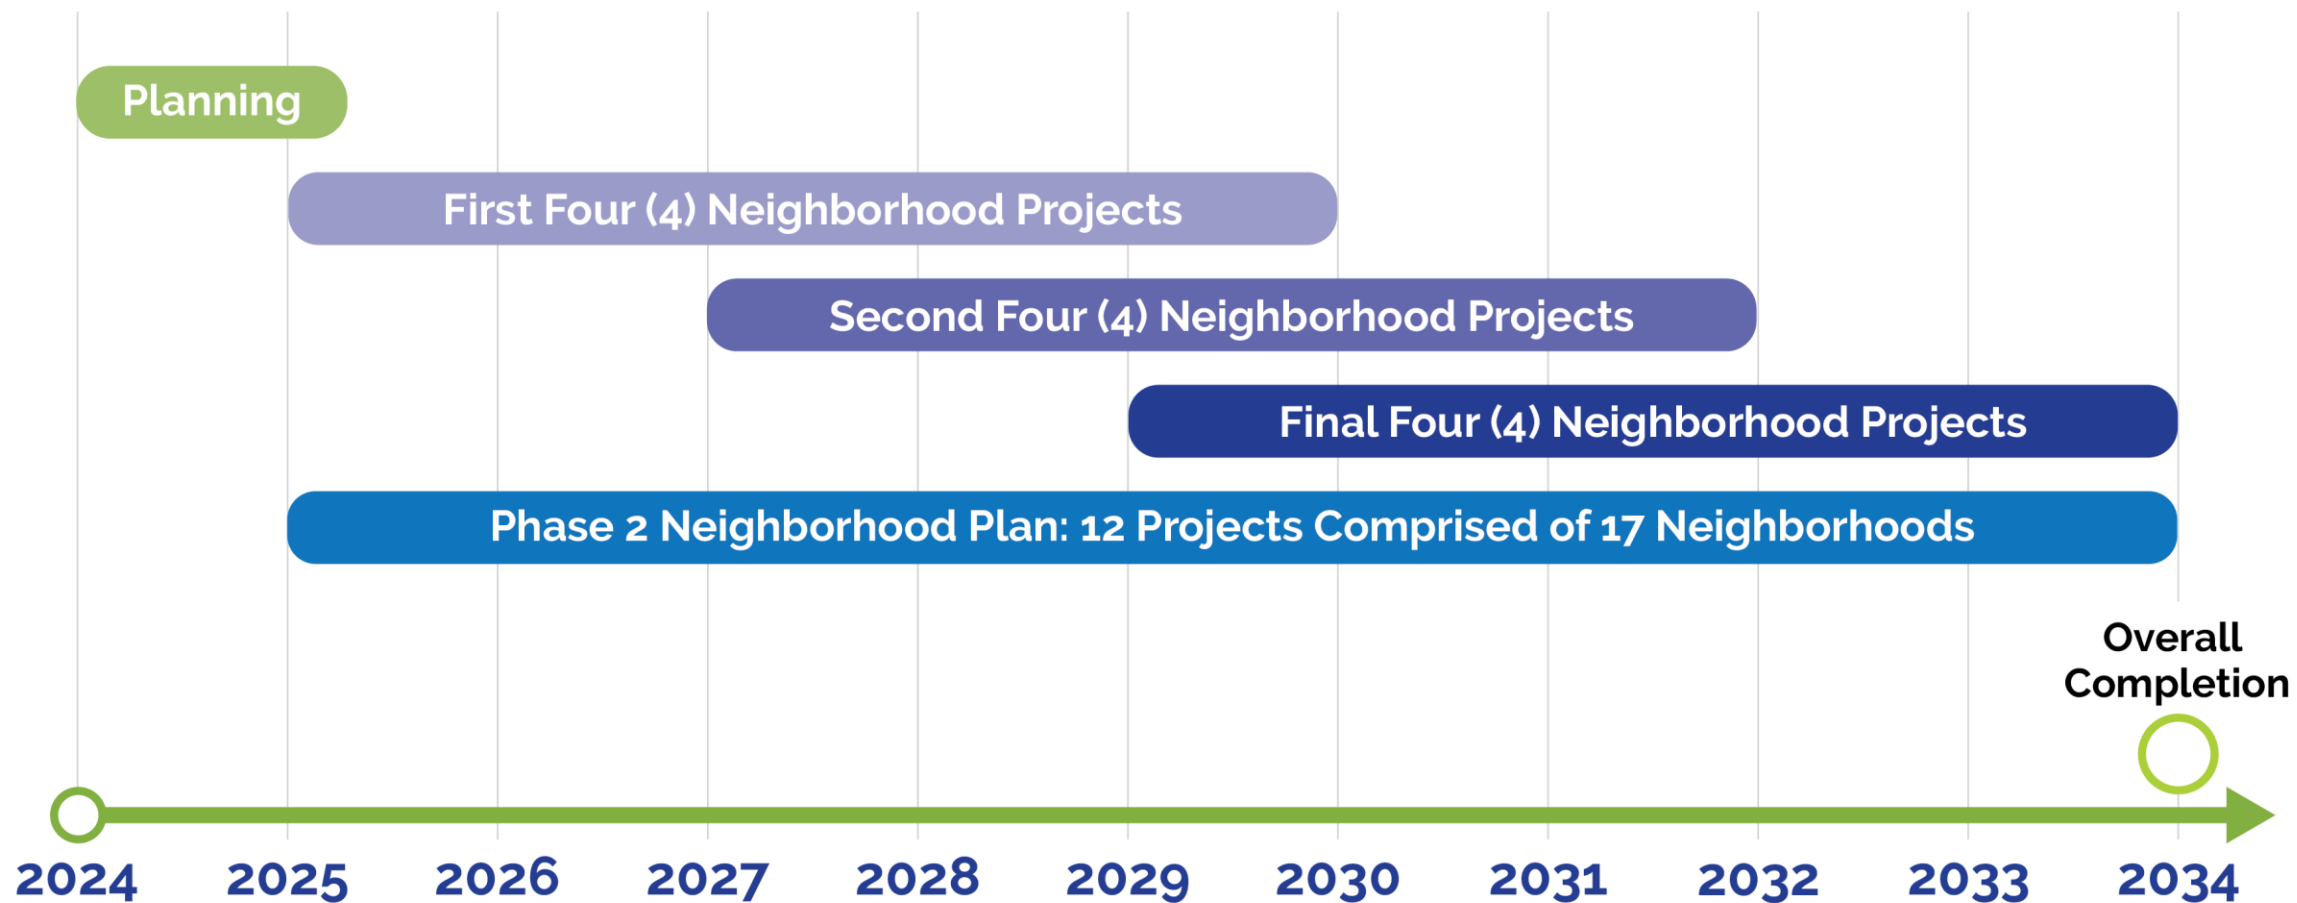 Planning
First Four (4) Neighborhood Projects
Second Four (4) Neighborhood Projects
Final Four (4) Neighborhood Projects
Phase 2 Neighborhood Plan: 12 Projects Comprised of 17 Neighborhoods
Overall
Completion
2024 2025 2026 2027 2028 2029 2030 2031 2032 2033 2034